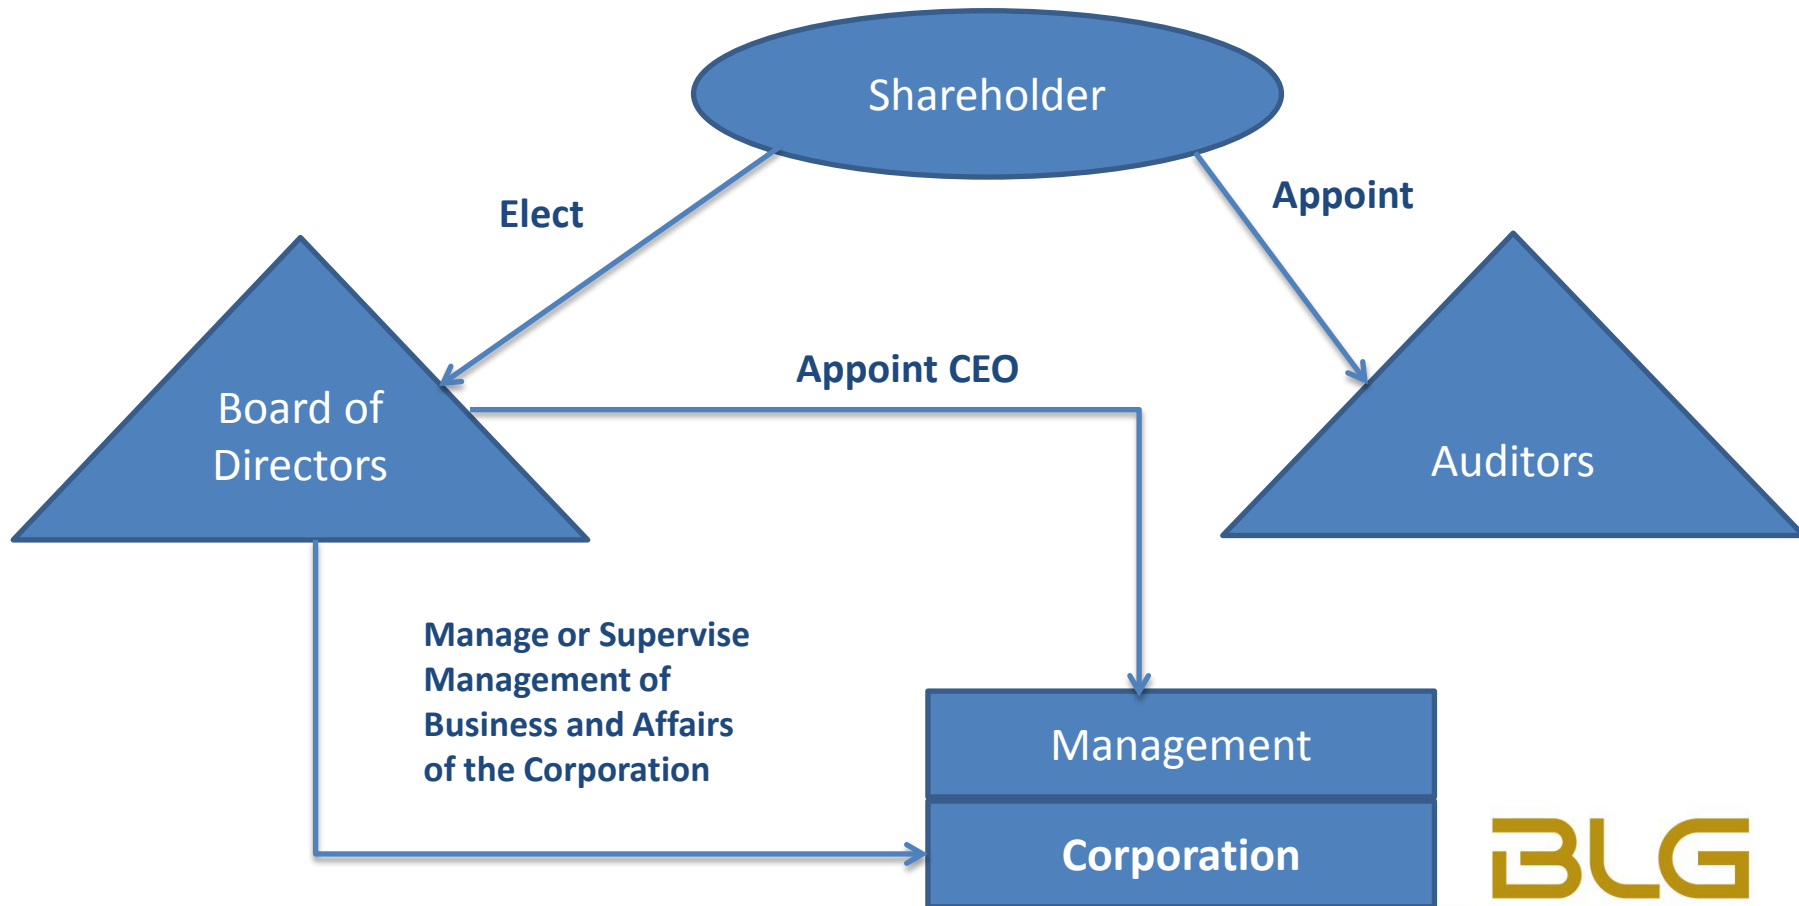 Shareholder
Elect
Appoint
Appoint CEO
Board of
Directors
Auditors
Manage or Supervise
Management of
Business and Affairs
of the Corporation
Management
Corporation
BLG